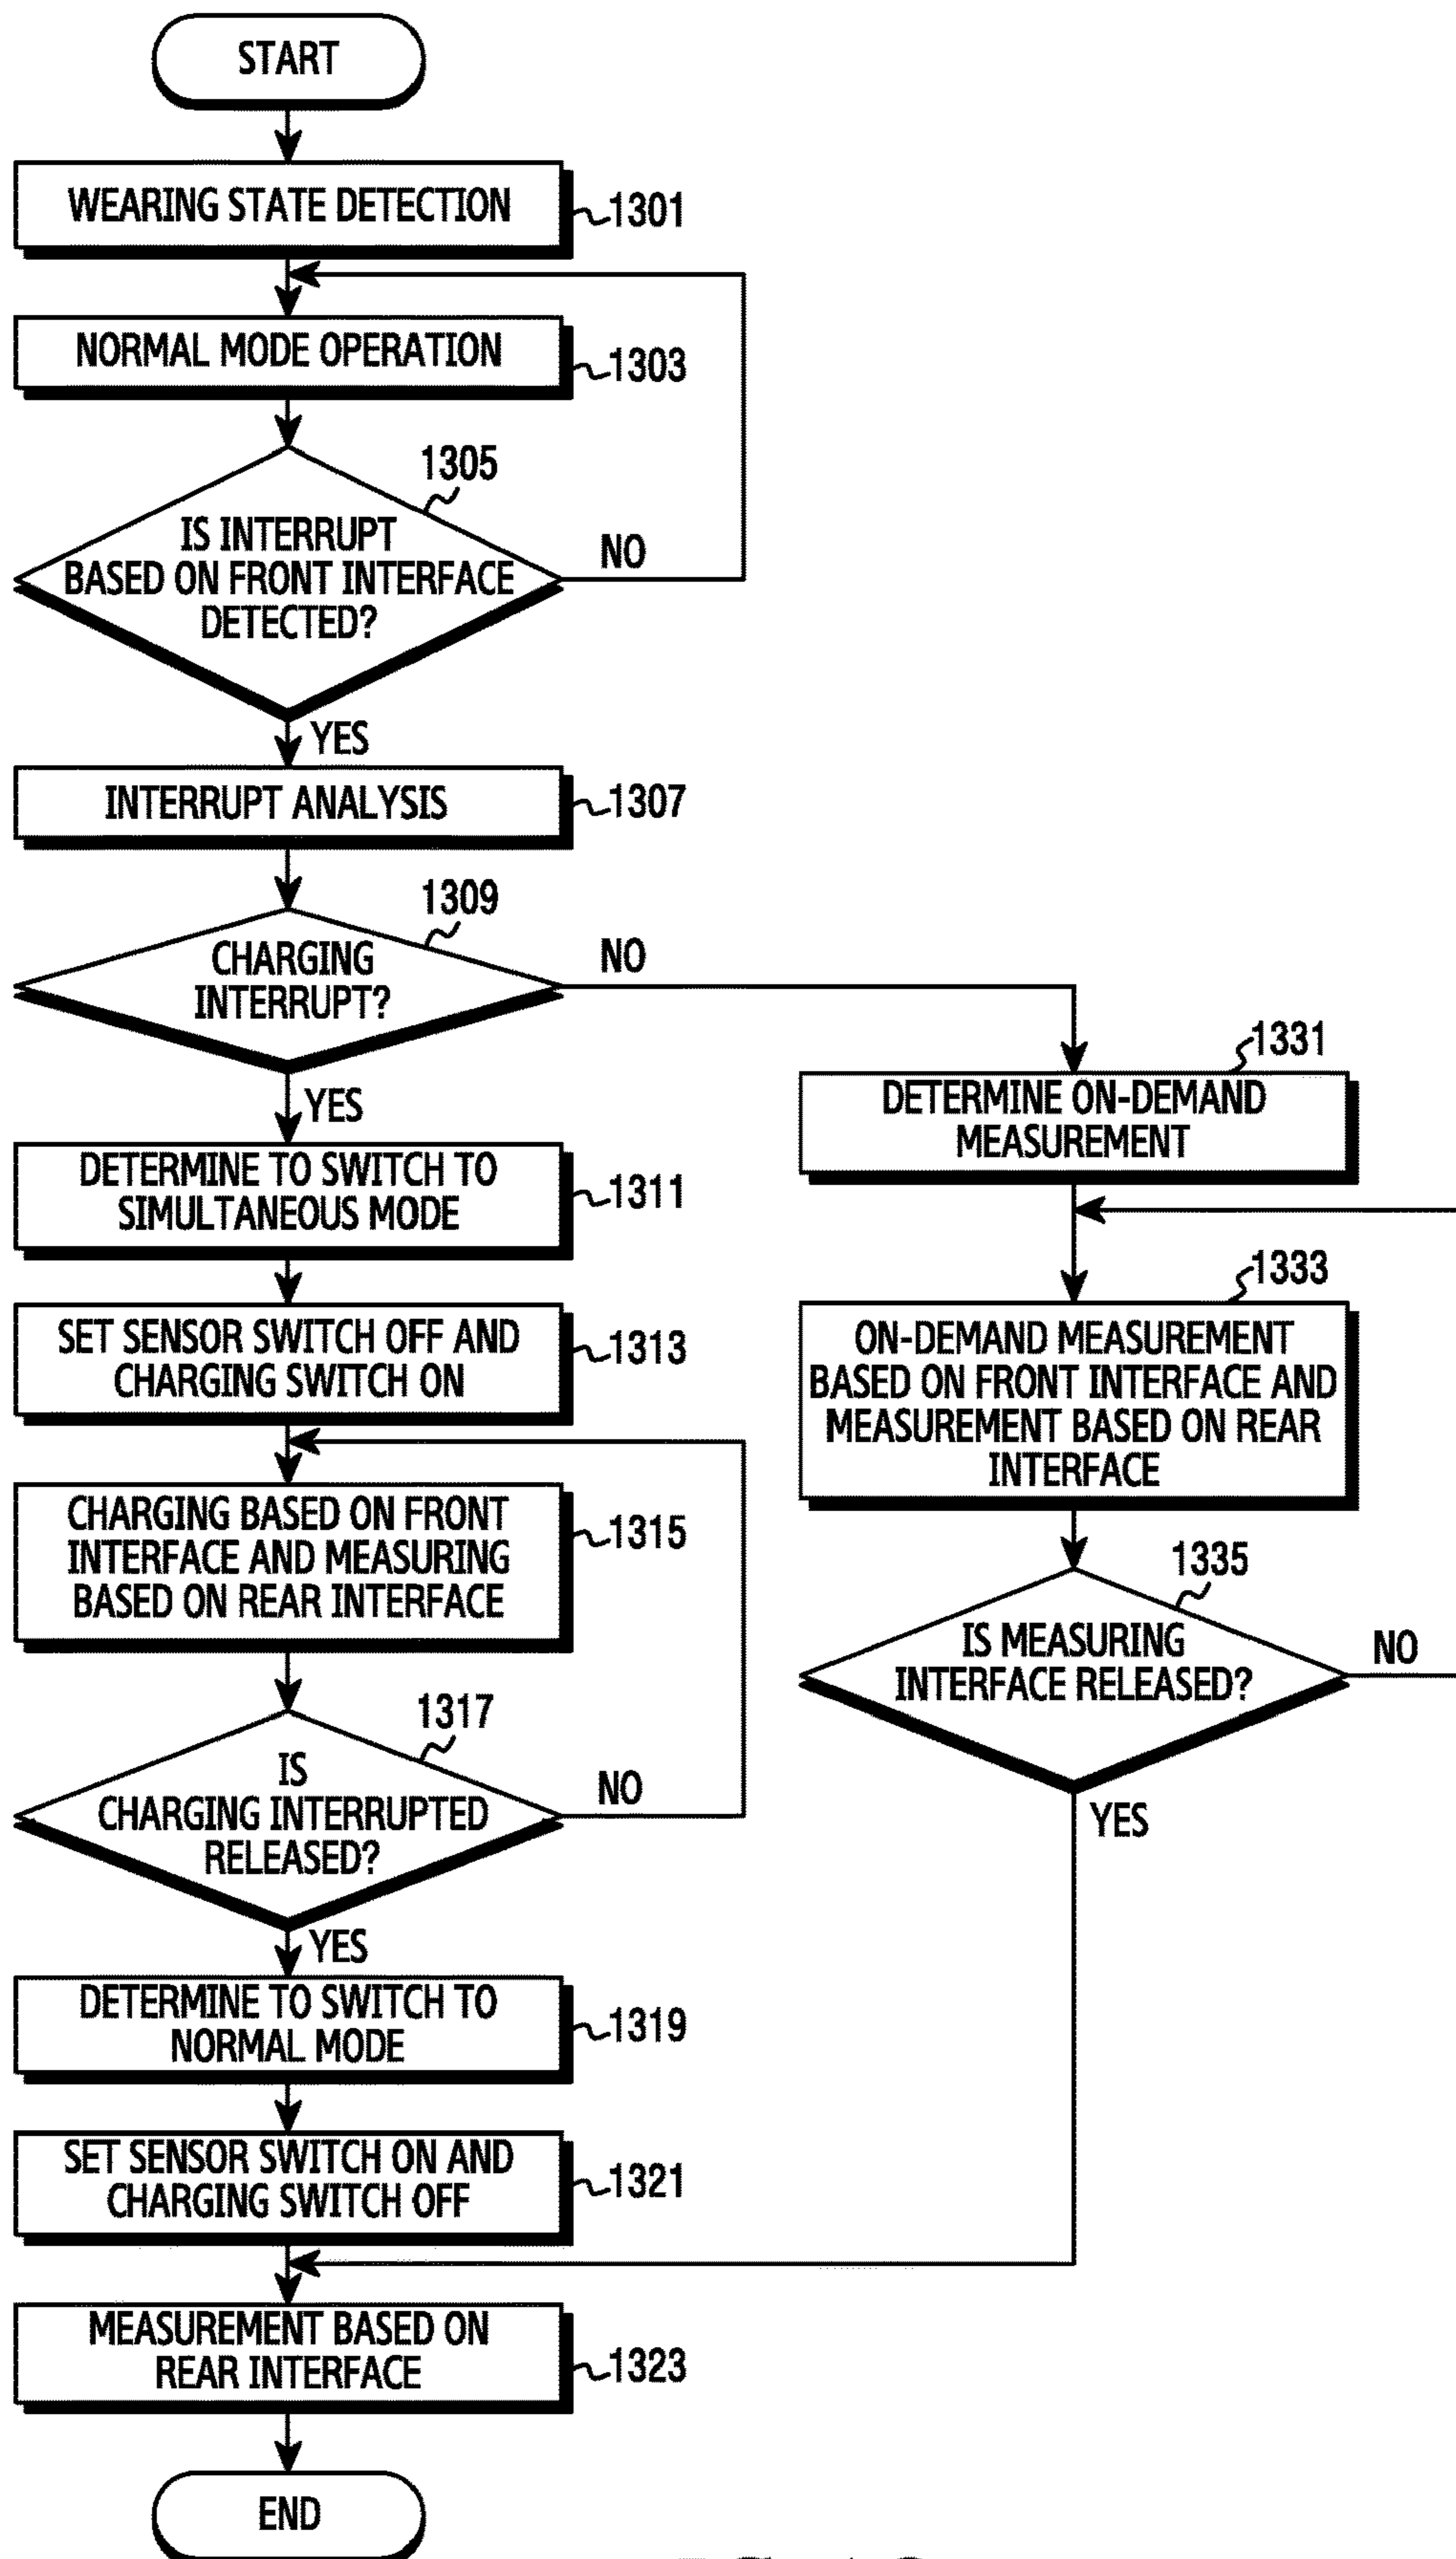 START
WEARING STATE DETECTION
1301
NORMAL MODE OPERATION
1303
1305
IS INTERRUPT
BASED ON FRONT INTERFACE
DETECTED?
NO
YES
INTERRUPT ANALYSIS
1307
1309
CHARGING
INTERRUPT?
NO
YES
DETERMINE TO SWITCH TO
SIMULTANEOUS MODE
1311
SET SENSOR SWITCH OFF AND
CHARGING SWITCH ON
1313
CHARGING BASED ON FRONT
INTERFACE AND MEASURING
BASED ON REAR INTERFACE
1315
1317
IS
CHARGING INTERRUPTED
RELEASED?
NO
YES
DETERMINE TO SWITCH TO
NORMAL MODE
1319
SET SENSOR SWITCH ON AND
CHARGING SWITCH OFF
1321
MEASUREMENT BASED ON
REAR INTERFACE
1323
END
1331
DETERMINE ON-DEMAND
MEASUREMENT
1333
ON-DEMAND MEASUREMENT
BASED ON FRONT INTERFACE AND
MEASUREMENT BASED ON REAR
INTERFACE
1335
IS MEASURING
INTERFACE RELEASED?
NO
YES